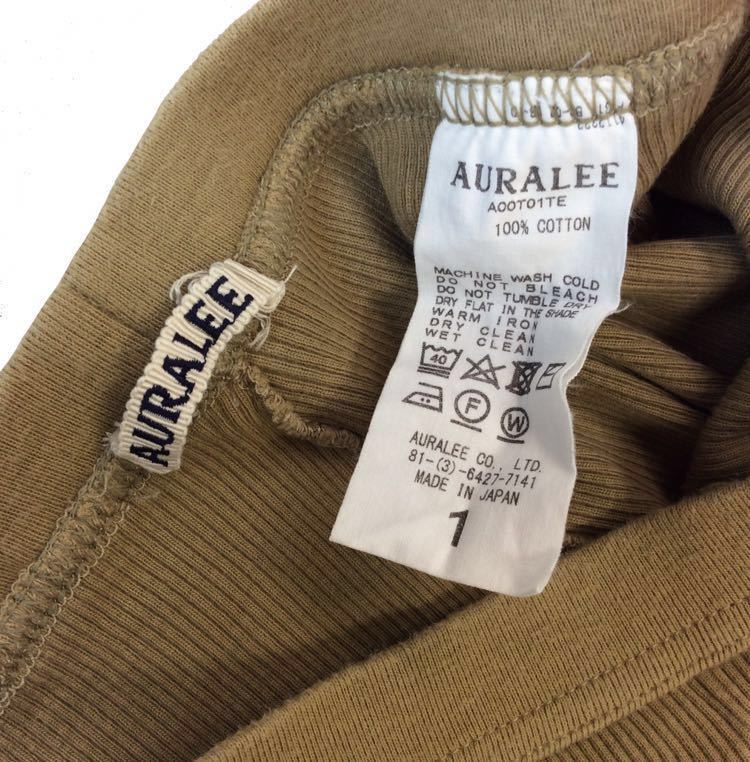 AURALEE
AURALEE
A00T01TE
100% COTTON
MACHINE WASH COLD
DO NOT BLEACH
DO NOT TUMBLE DRY
DRY FLAT IN THE SHADE
WARM IRON
DRY CLEAN
WET CLEAN
40
F W
AURALEE CO., LTD.
81-(3)-6427-7141
MADE IN JAPAN
1